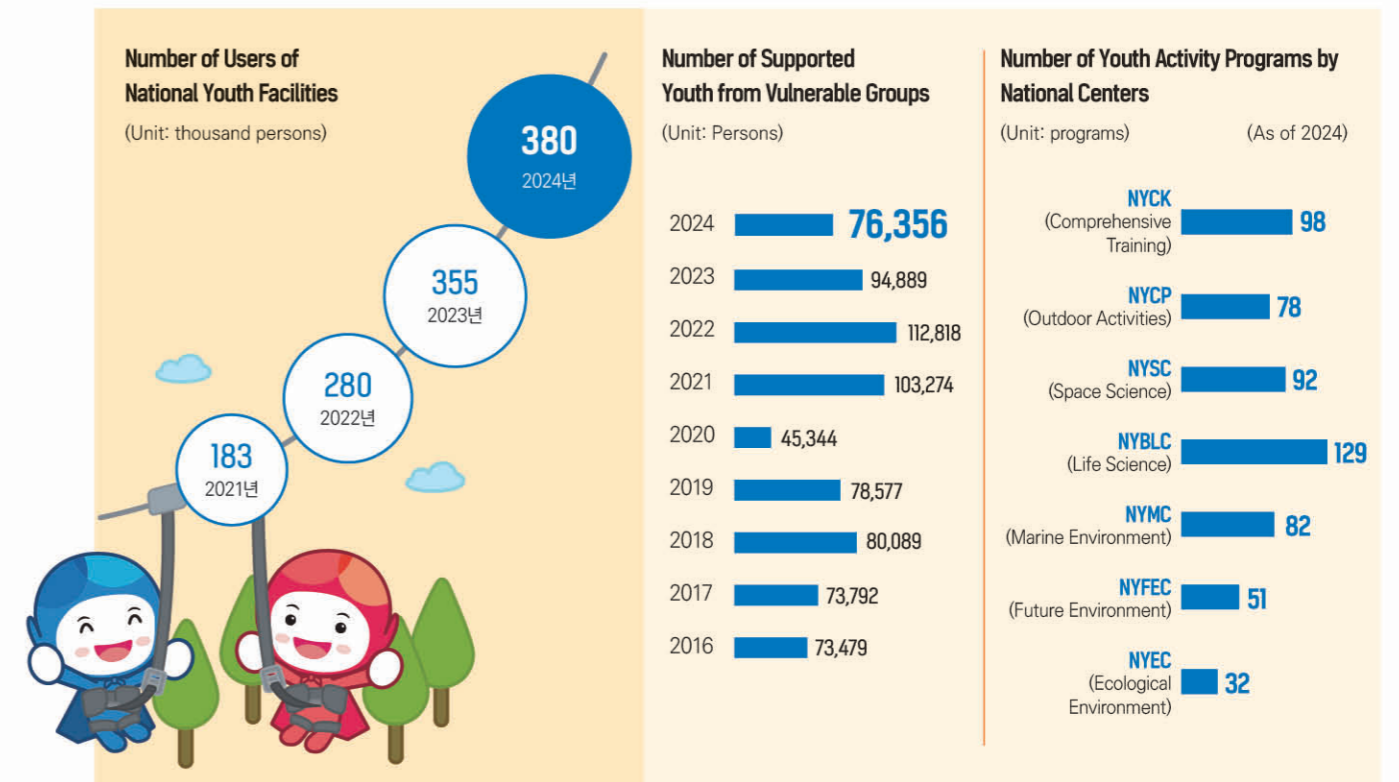 Number of Users of
National Youth Facilities
(Unit: thousand persons)
380
2024년
355
2023년
280
2022년
183
2021년
Number of Supported
Youth from Vulnerable Groups
(Unit: Persons)
2024 76,356
2023 94,889
2022 112,818
2021 103,274
2020 45,344
2019 78,577
2018 80,089
2017 73,792
2016 73,479
Number of Youth Activity Programs by
National Centers
(Unit: programs) (As of 2024)
NYCK
(Comprehensive
Training)
98
NYCP
(Outdoor Activities)
78
NYSC
(Space Science)
92
NYBLC
(Life Science)
129
NYMC
(Marine Environment)
82
NYFEC
(Future Environment)
51
NYEC
(Ecological
Environment)
32